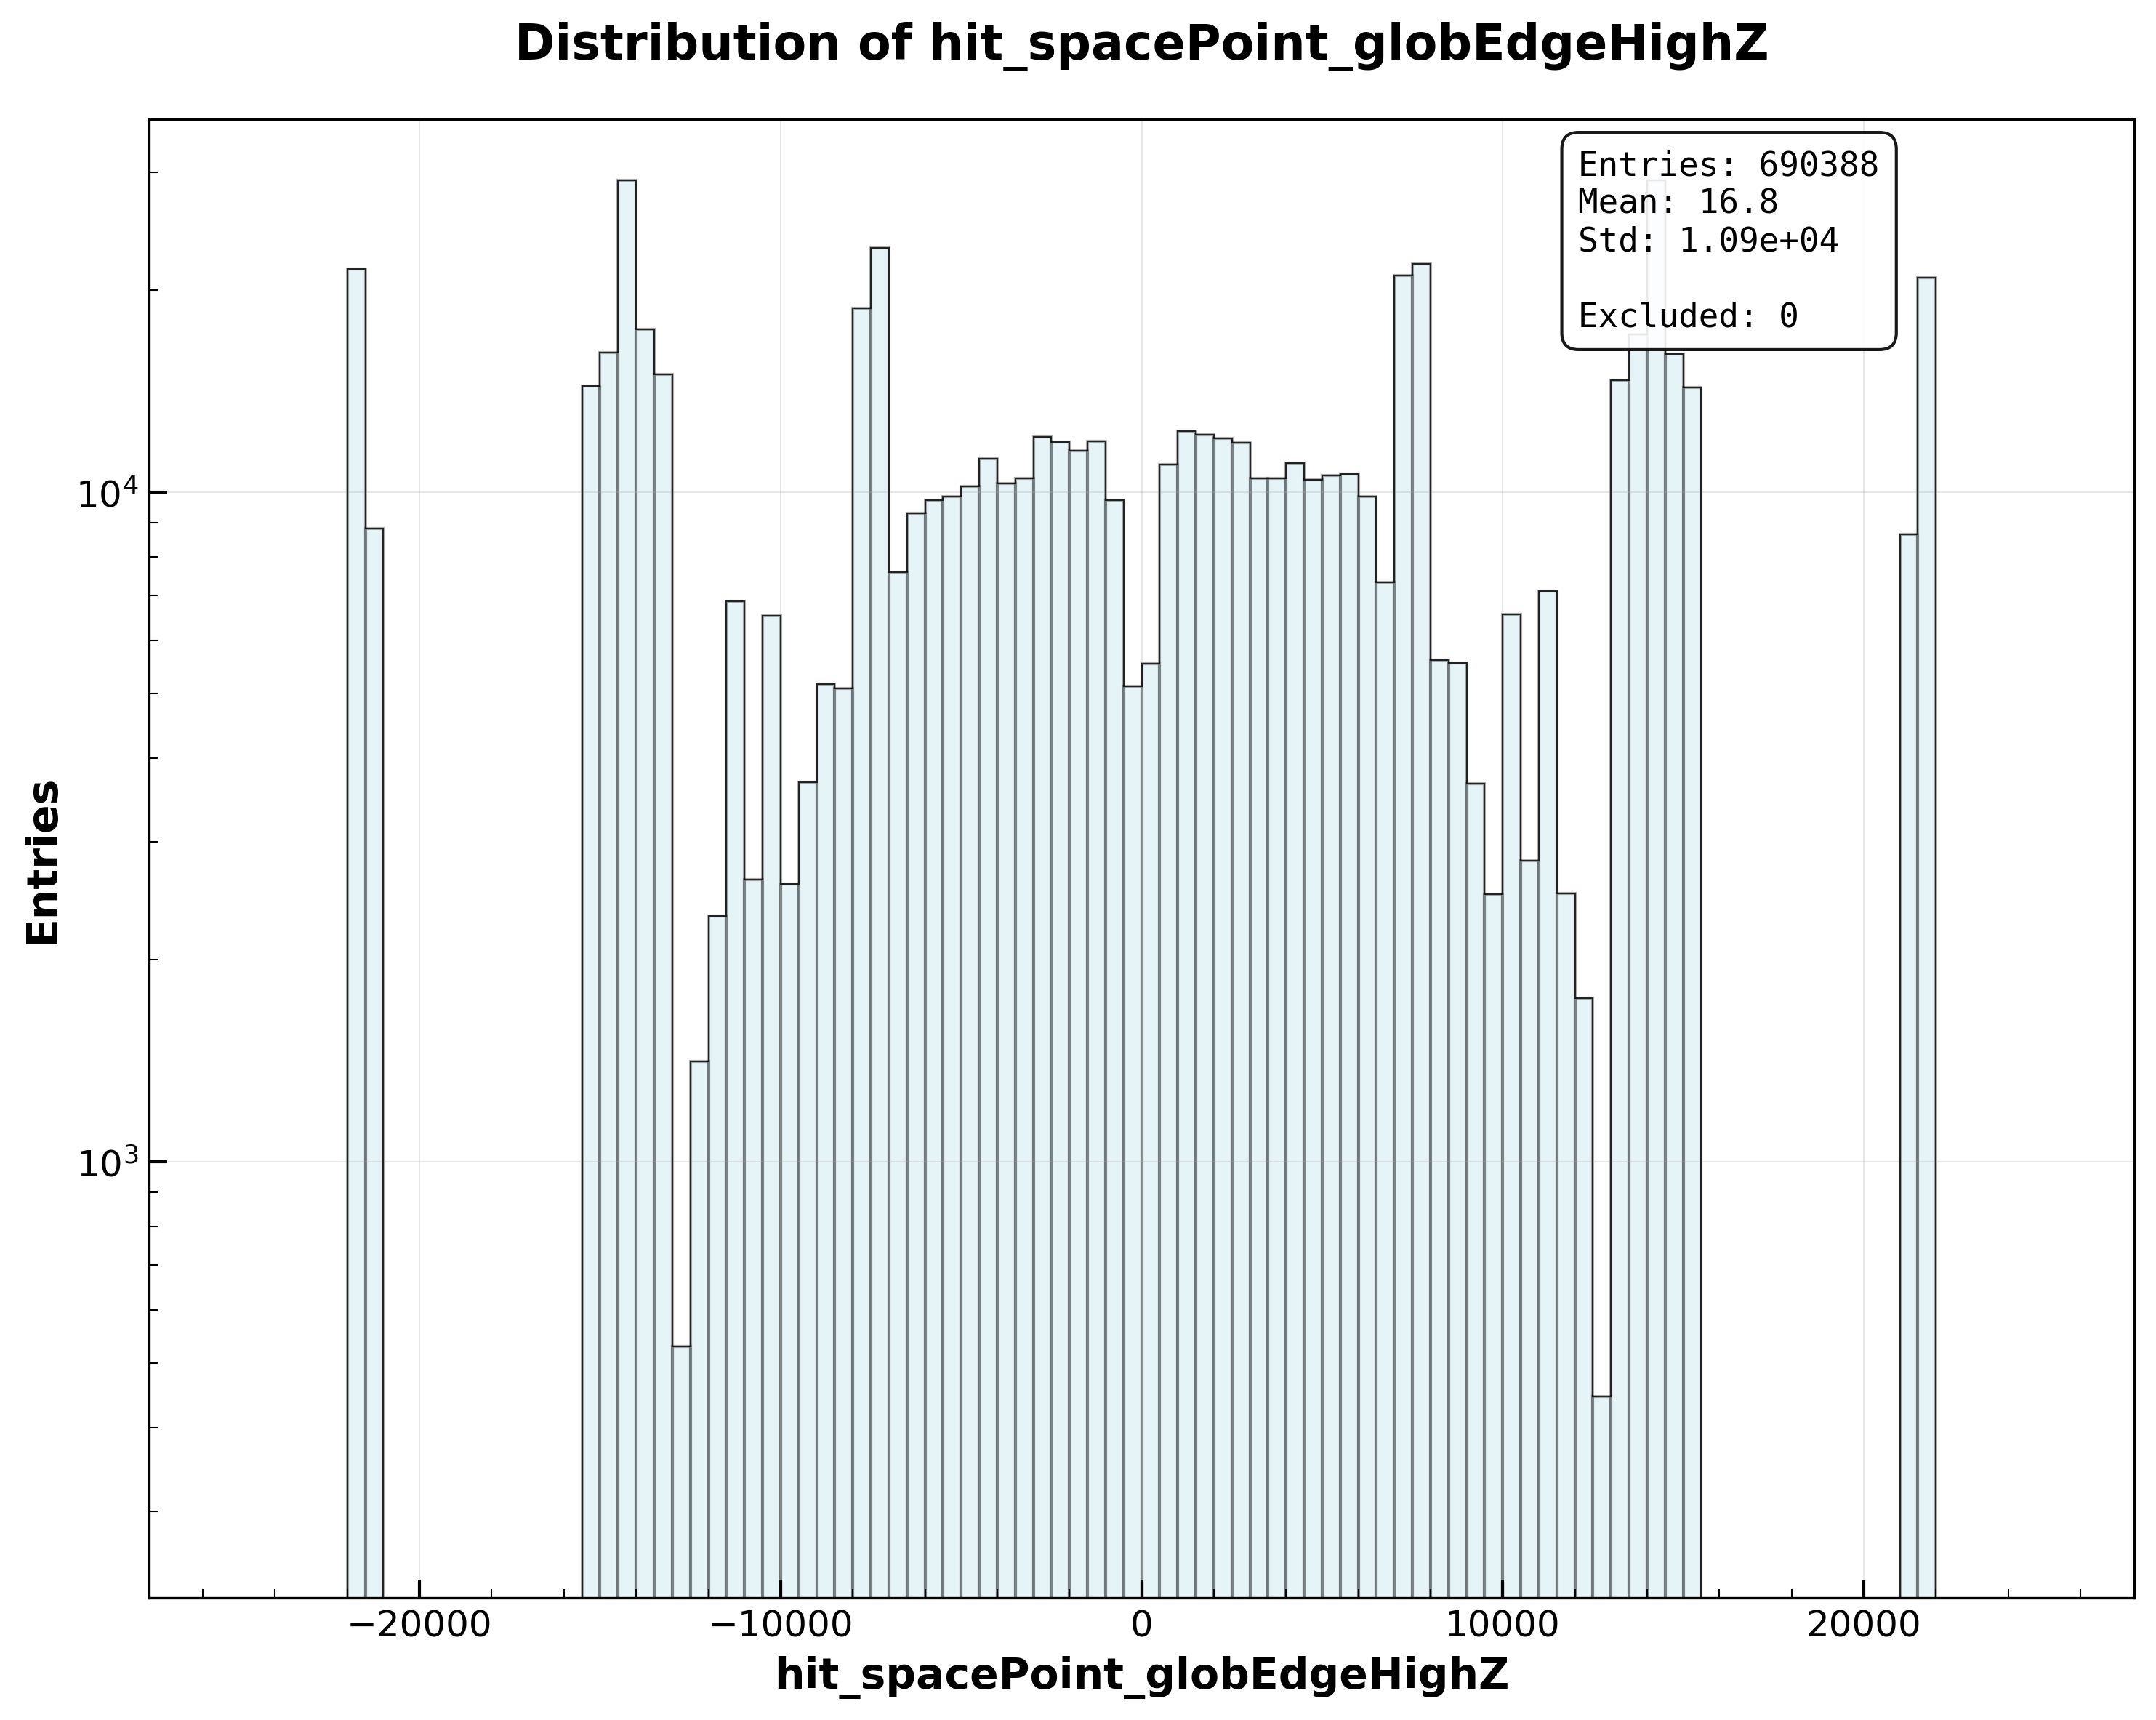 Distribution of hit_spacePoint_globEdgeHighZ
Entries: 690388
Mean: 16.8
Std: 1.09e+04
Excluded: 0
Entries
10⁴
10³
−20000 −10000 0 10000 20000
hit_spacePoint_globEdgeHighZ